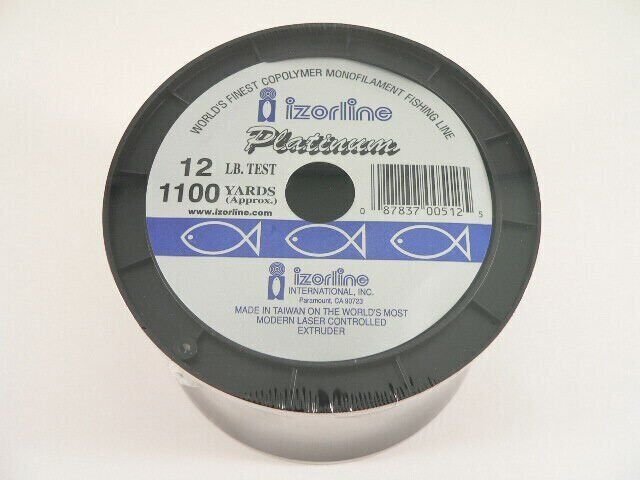 WORLD'S FINEST COPOLYMER MONOFILAMENT FISHING LINE
izorline
Platinum
12 LB. TEST
1100 YARDS
(Approx.)
www.izorline.com
0 87837 00512 5
izorline
INTERNATIONAL, INC.
Paramount, CA 90723
MADE IN TAIWAN ON THE WORLD'S MOST
MODERN LASER CONTROLLED
EXTRUDER